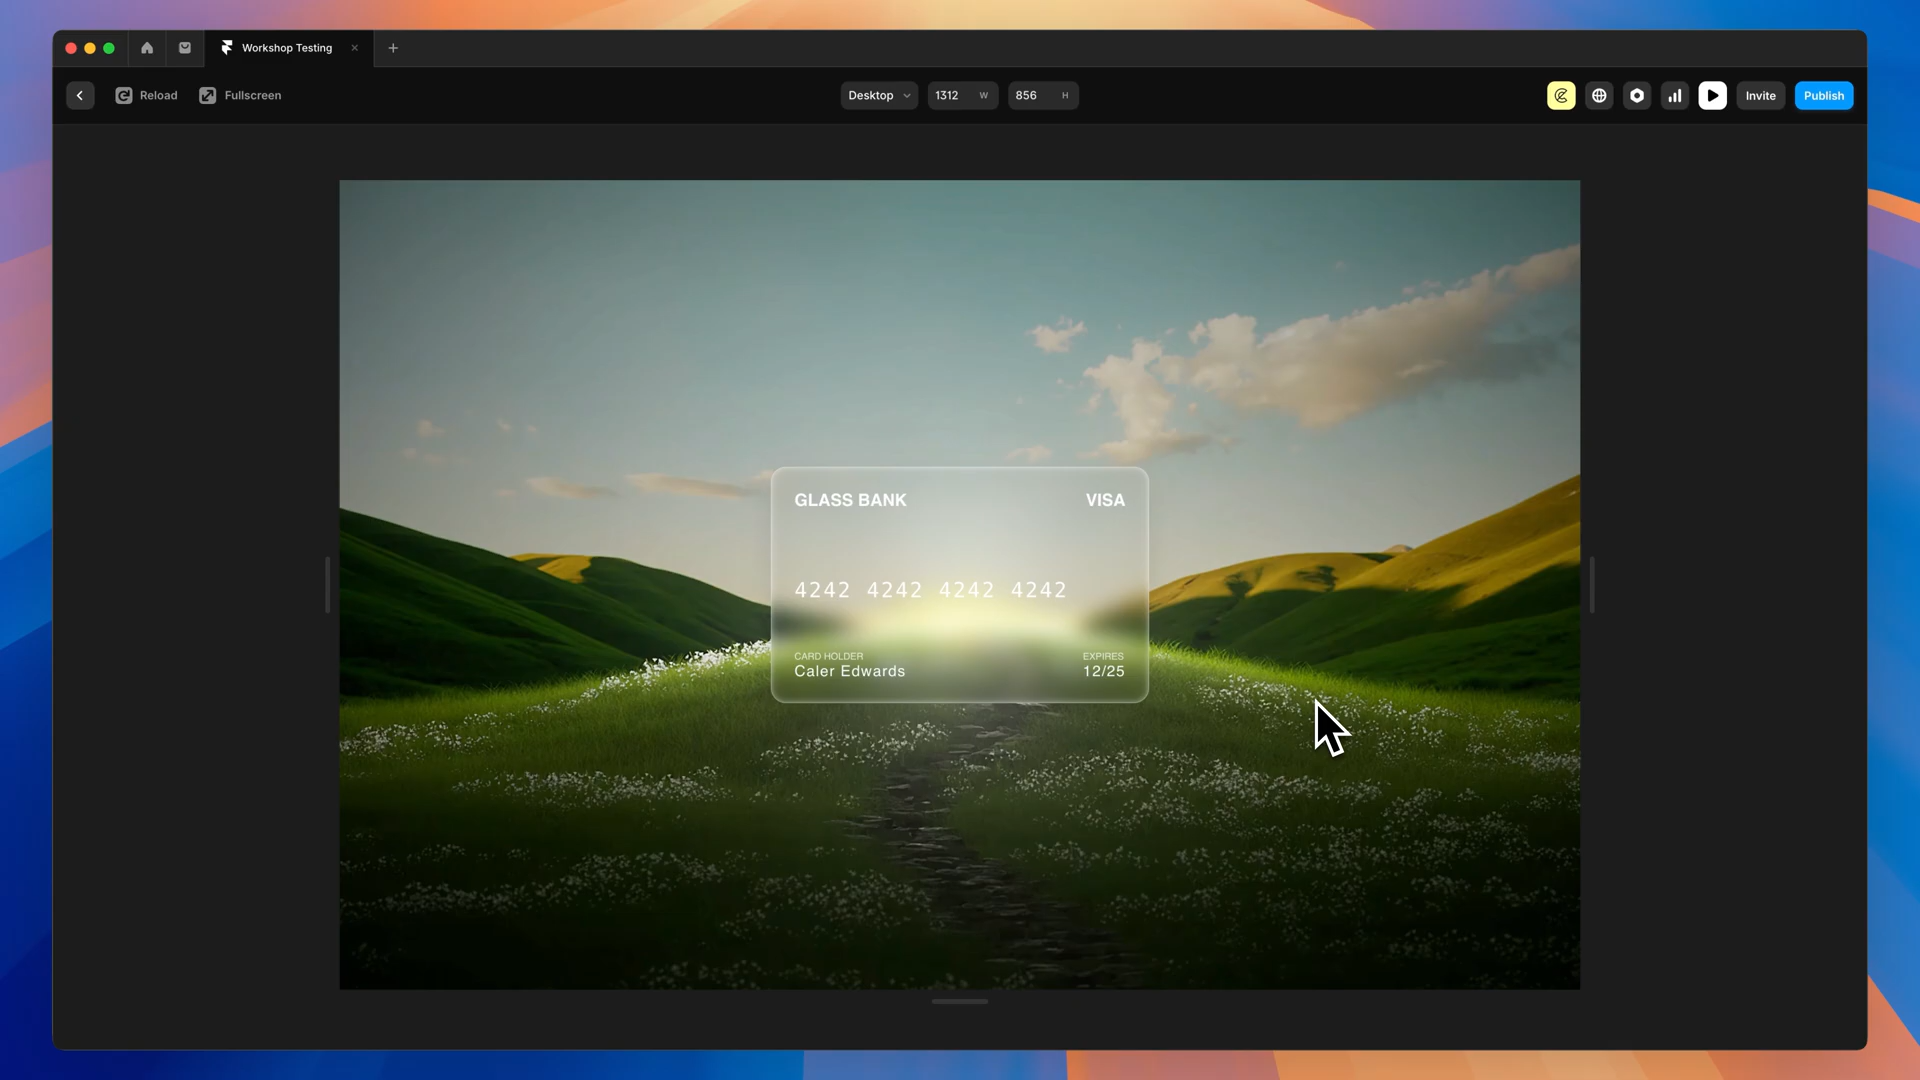 Workshop Testing
Reload Fullscreen Desktop 1312 W 856 H Invite Publish
GLASS BANK VISA
4242 4242 4242 4242
CARD HOLDER EXPIRES
Caler Edwards 12/25